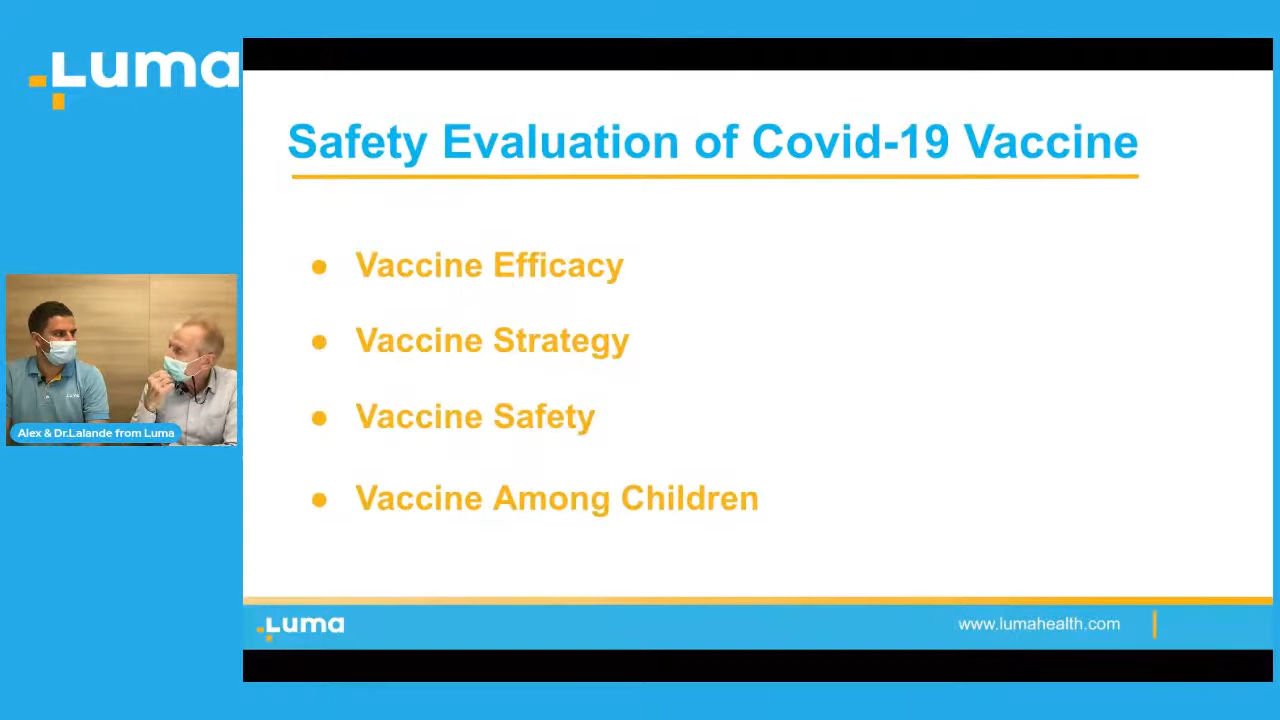 Luma
Safety Evaluation of Covid-19 Vaccine
● Vaccine Efficacy
● Vaccine Strategy
● Vaccine Safety
● Vaccine Among Children
Alex & Dr.Lalande from Luma
Luma
www.lumahealth.com